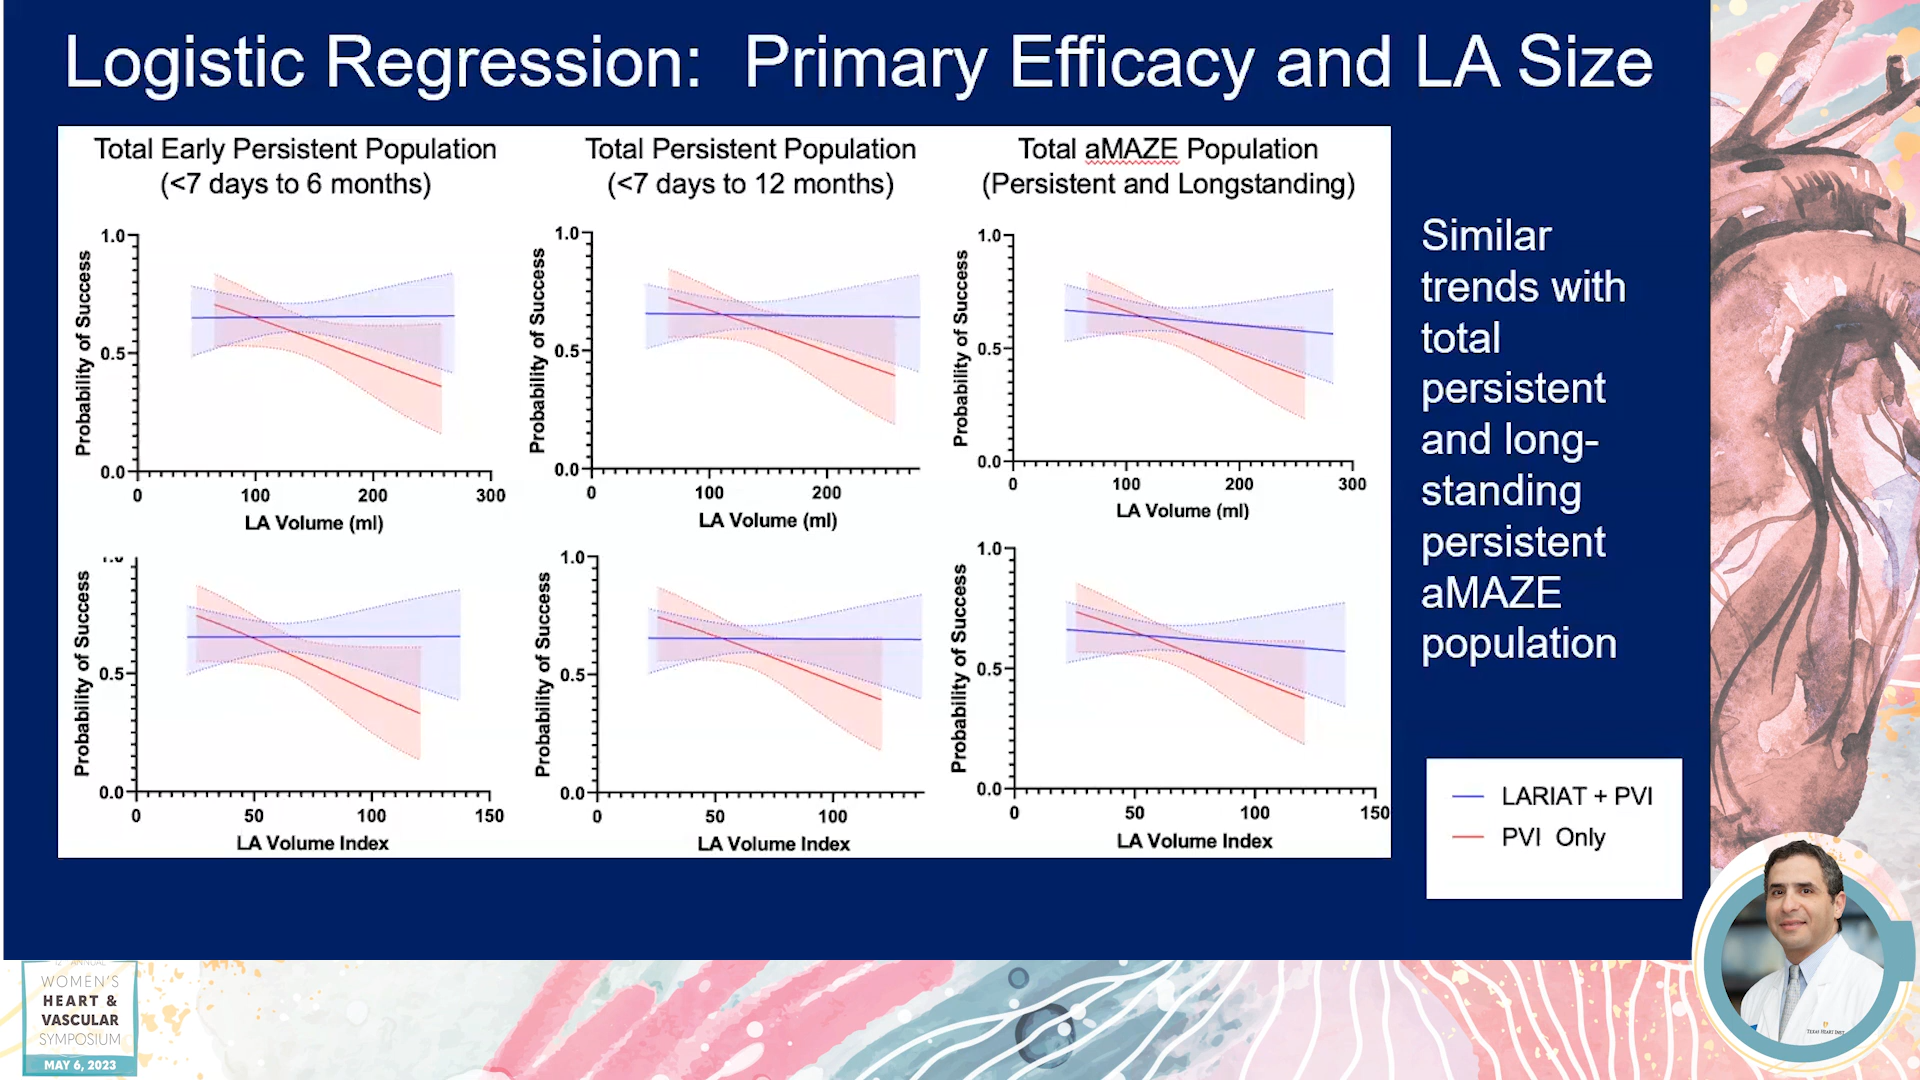 Logistic Regression: Primary Efficacy and LA Size
Total Early Persistent Population
(<7 days to 6 months)
Total Persistent Population
(<7 days to 12 months)
Total aMAZE Population
(Persistent and Longstanding)
Probability of Success
1.0
0.5
0.0
0 100 200 300
LA Volume (ml)
Probability of Success
1.0
0.5
0.0
0 100 200
LA Volume (ml)
Probability of Success
1.0
0.5
0.0
0 100 200 300
LA Volume (ml)
Probability of Success
1.0
0.5
0.0
0 50 100 150
LA Volume Index
Probability of Success
1.0
0.5
0.0
0 50 100
LA Volume Index
Probability of Success
1.0
0.5
0.0
0 50 100 150
LA Volume Index
Similar
trends with
total
persistent
and long-
standing
persistent
aMAZE
population
LARIAT + PVI
PVI Only
ANNUAL
WOMEN'S
HEART &
VASCULAR
SYMPOSIUM
MAY 6, 2023